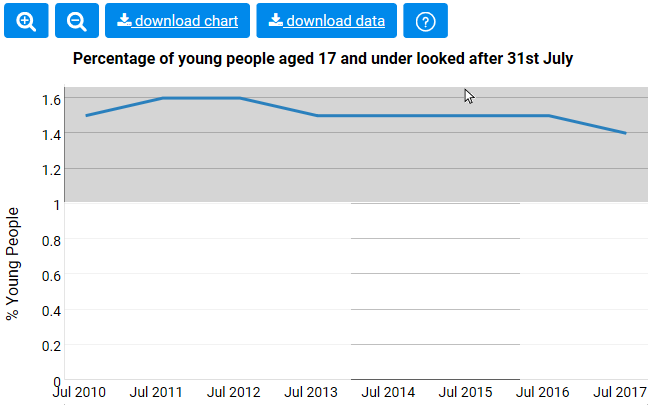 download chart
download data
Percentage of young people aged 17 and under looked after 31st July
% Young People
1.6
1.4
1.2
1
0.8
0.6
0.4
0.2
0
Jul 2010 Jul 2011 Jul 2012 Jul 2013 Jul 2014 Jul 2015 Jul 2016 Jul 2017